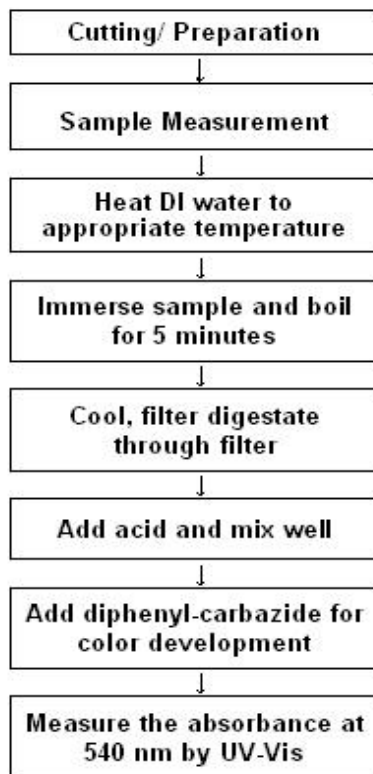 Cutting/ Preparation
Sample Measurement
Heat DI water to
appropriate temperature
Immerse sample and boil
for 5 minutes
Cool, filter digestate
through filter
Add acid and mix well
Add diphenyl-carbazide for
color development
Measure the absorbance at
540 nm by UV-Vis